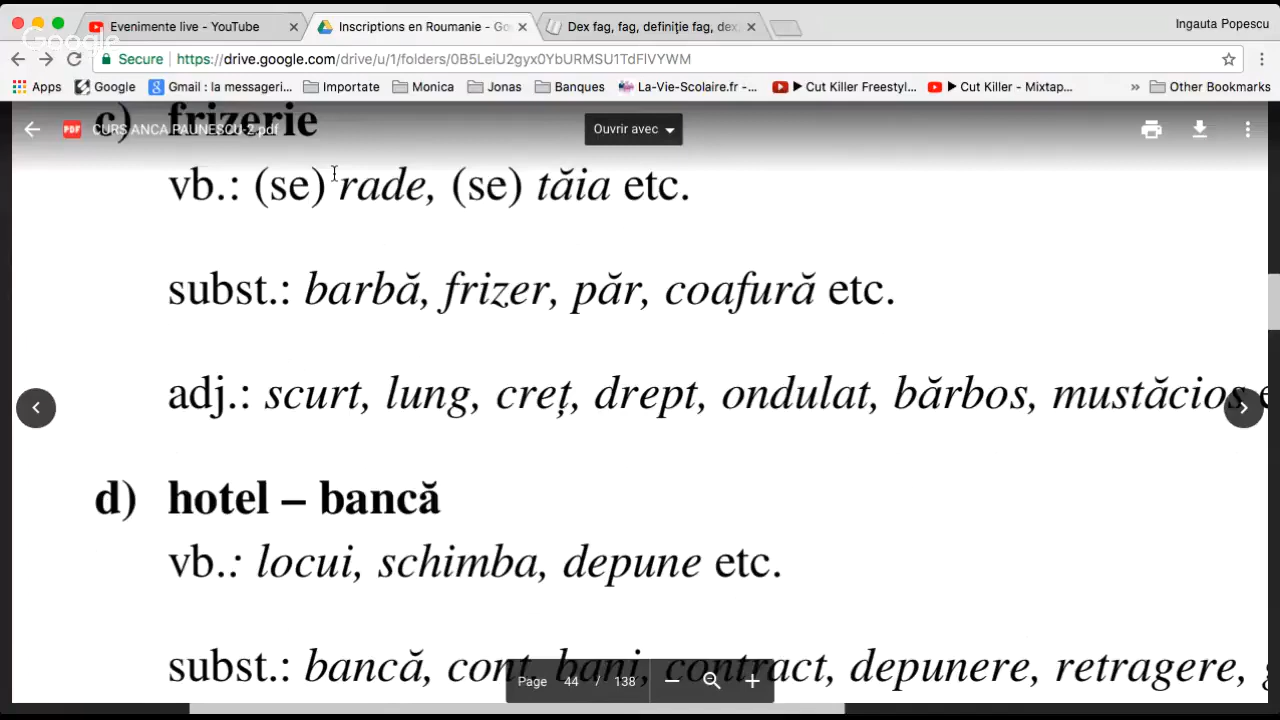 Evenimente live - YouTube
Inscriptions en Roumanie - Go
Dex fag, fag, definiţie fag, dex
Ingauta Popescu
Google
Secure
https://drive.google.com/drive/u/1/folders/0B5LeiU2gyx0YbURMSU1TdFlVYWM
Apps
Google
Gmail : la messageri...
Importate
Monica
Jonas
Banques
La-Vie-Scolaire.fr -...
Cut Killer Freestyl...
Cut Killer - Mixtap...
»
Other Bookmarks
c) frizerie
PDF CURS ANCA PAUNESCU-2.pdf
Ouvrir avec
vb.: (se) rade, (se) tăia etc.
subst.: barbă, frizer, păr, coafură etc.
adj.: scurt, lung, creţ, drept, ondulat, bărbos, mustăcios e
d) hotel – bancă
vb.: locui, schimba, depune etc.
subst.: bancă, cont, bani, contract, depunere, retragere,
Page 44 / 138